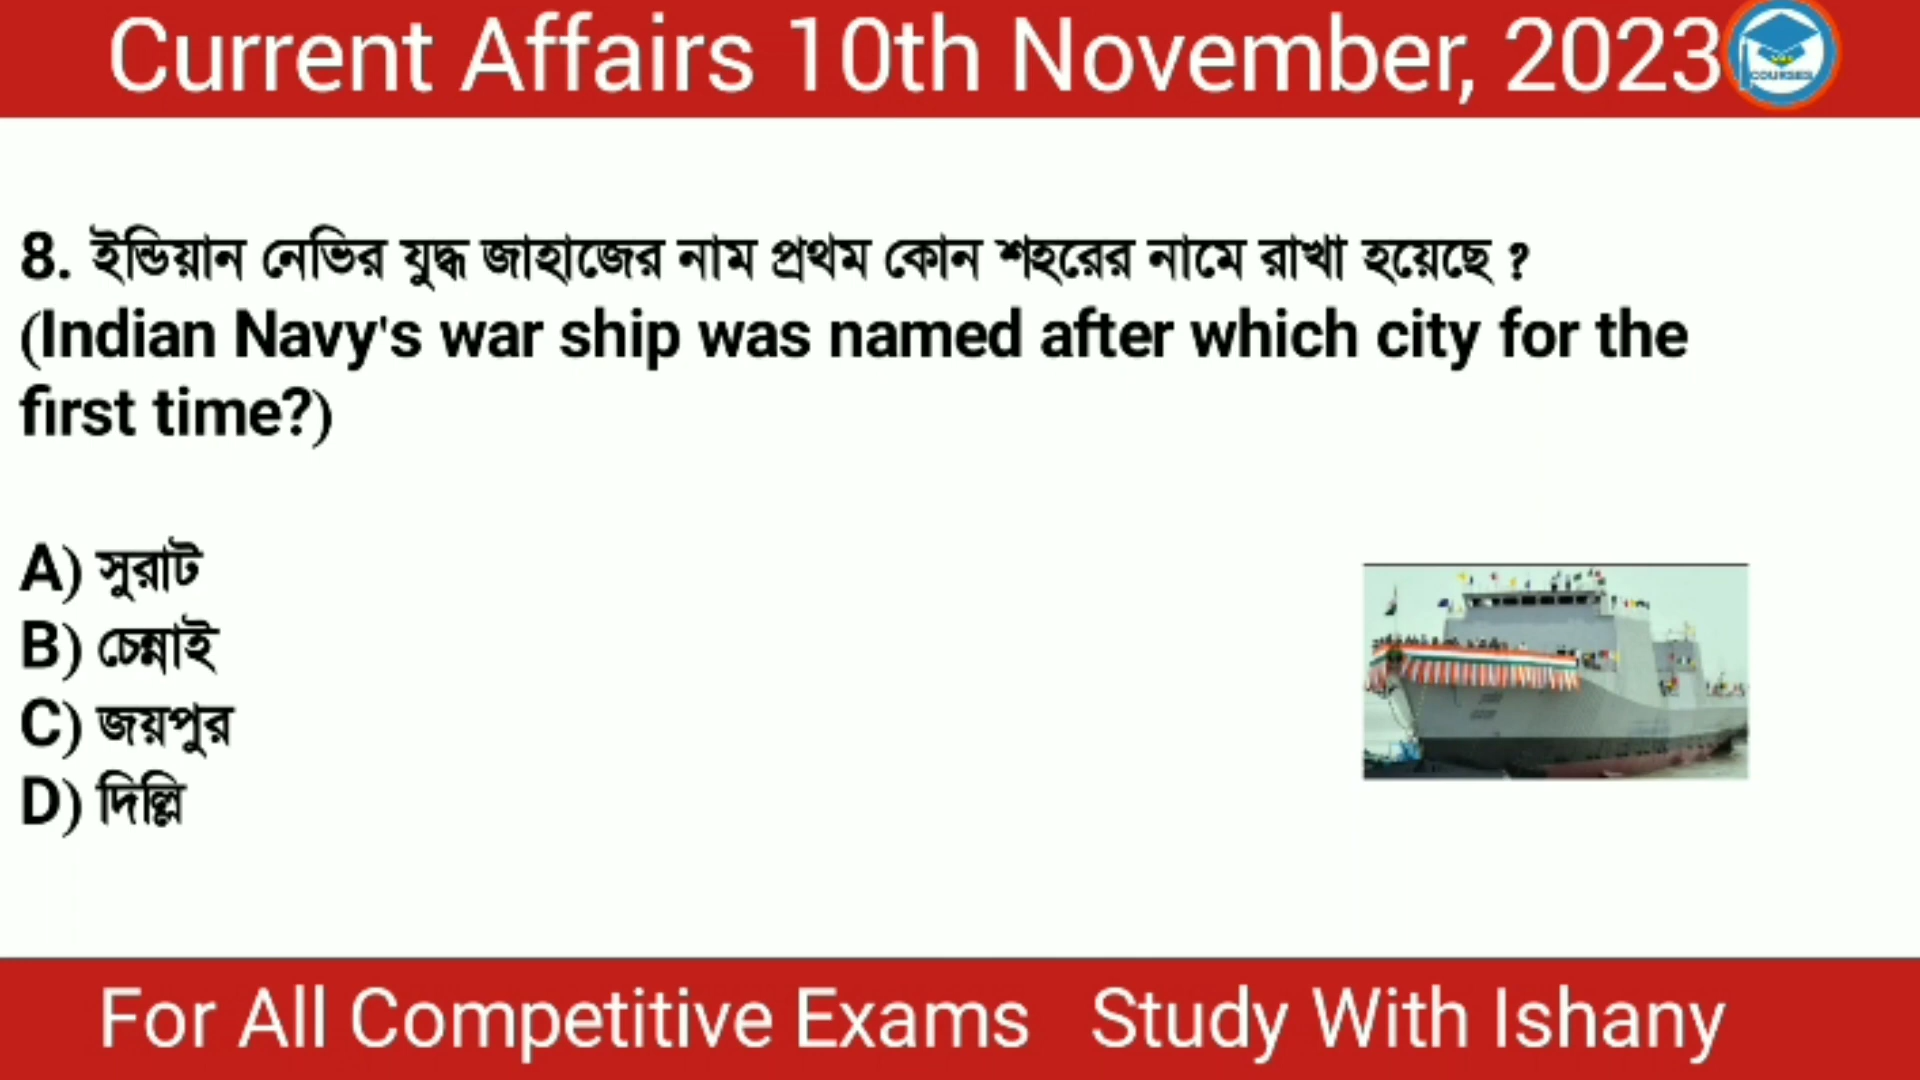 Current Affairs 10th November, 2023
COURSES
8. ইন্ডিয়ান নেভির যুদ্ধ জাহাজের নাম প্রথম কোন শহরের নামে রাখা হয়েছে ?
(Indian Navy's war ship was named after which city for the
first time?)
A) সুরাট
B) চেন্নাই
C) জয়পুর
D) দিল্লি
For All Competitive Exams Study With Ishany